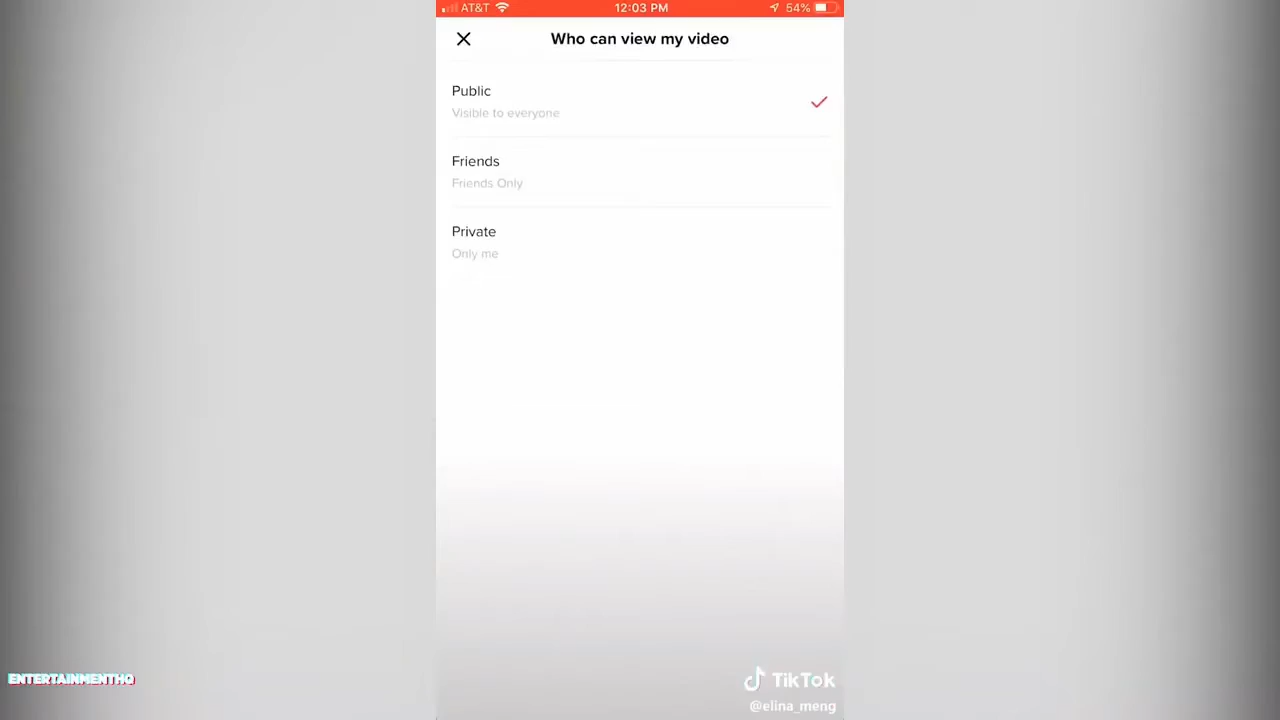 AT&T
12:03 PM
54%
Who can view my video
Public
Visible to everyone
Friends
Friends Only
Private
Only me
TikTok
@elina_meng
ENTERTAINMENTHQ